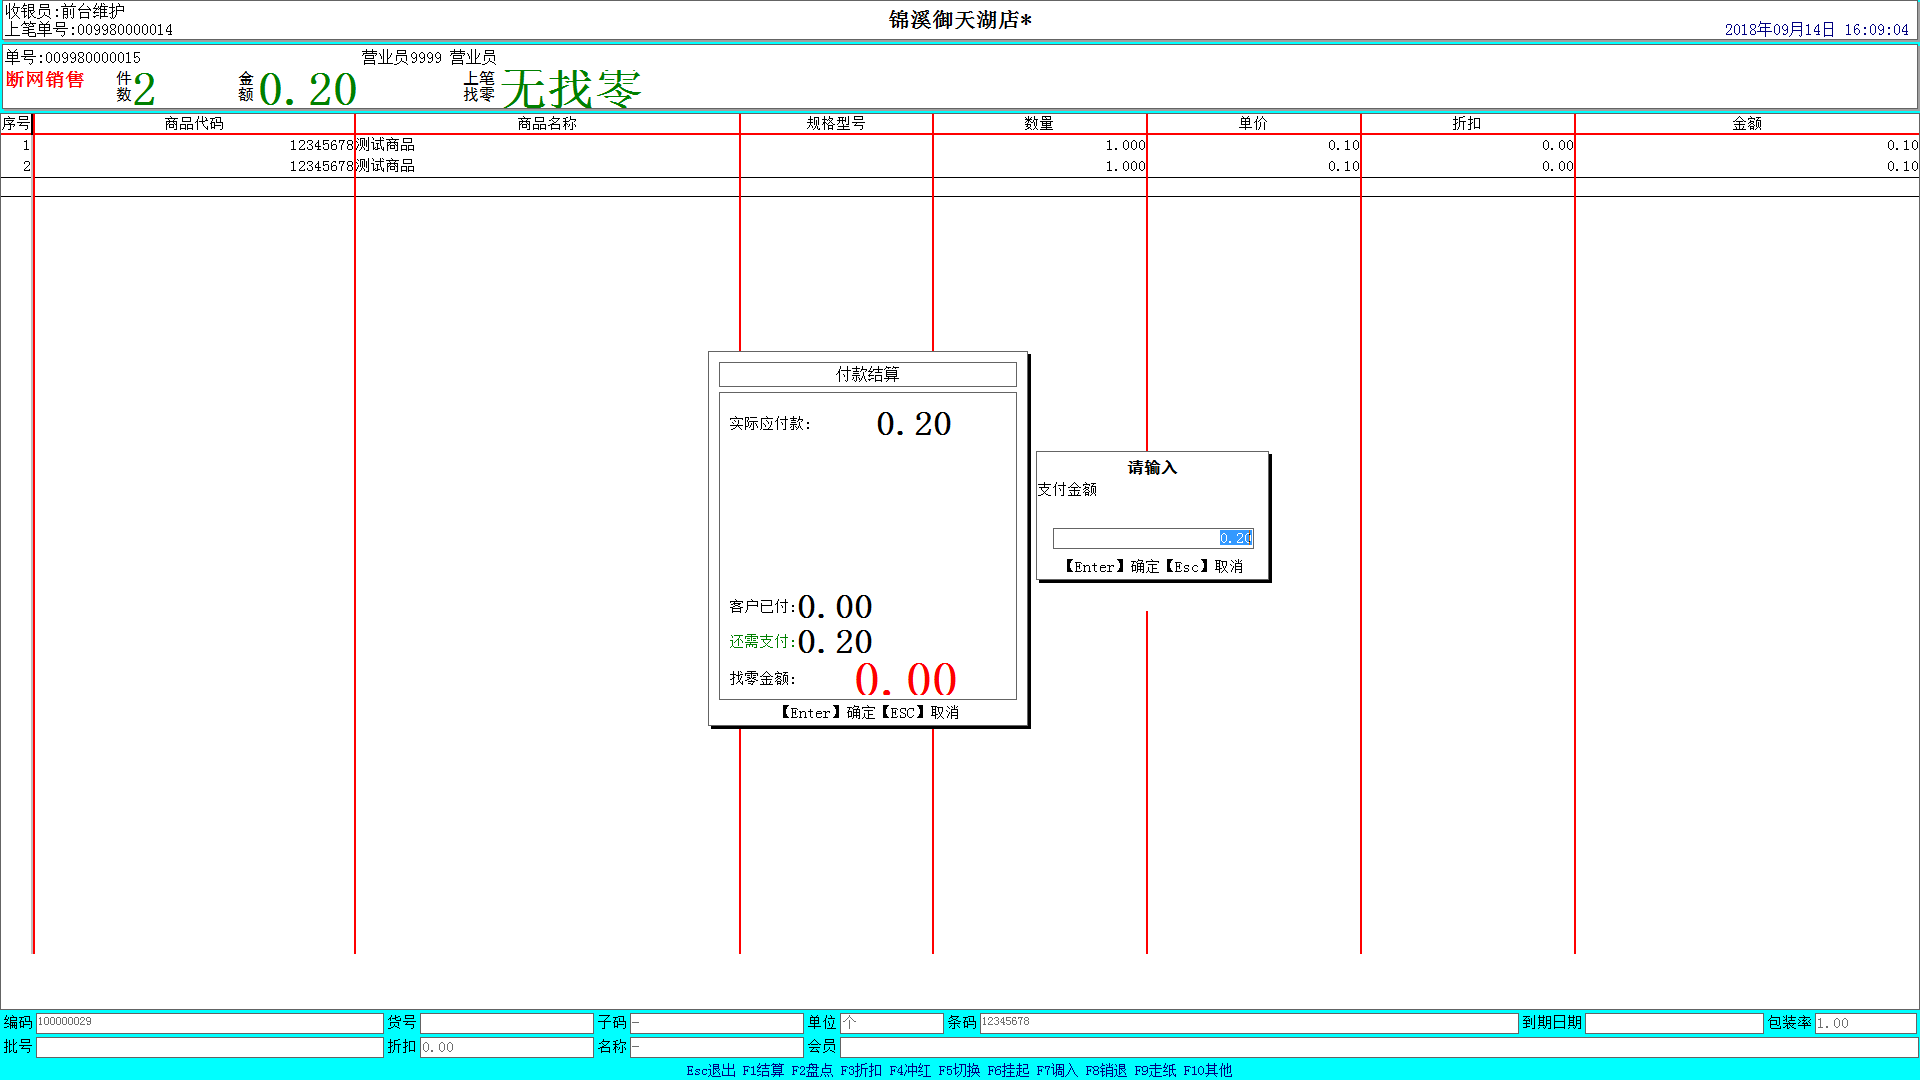 收银员:前台维护
上笔单号:009980000014
锦溪御天湖店*
2018年09月14日 16:09:04
单号:009980000015
营业员9999 营业员
断网销售
件数2
金额0.20
上笔找零 无找零
序号 商品代码 商品名称 规格型号 数量 单价 折扣 金额
1 12345678 测试商品 1.000 0.10 0.00 0.10
2 12345678 测试商品 1.000 0.10 0.00 0.10
付款结算
实际应付款: 0.20
客户已付:0.00
还需支付:0.20
找零金额: 0.00
【Enter】确定【ESC】取消
请输入
支付金额
0.20
【Enter】确定【Esc】取消
编码 100000029 货号 子码 — 单位 个 条码 12345678 到期日期 包装率 1.00
批号 折扣 0.00 名称 — 会员
Esc退出 F1结算 F2盘点 F3折扣 F4冲红 F5切换 F6挂起 F7调入 F8销退 F9走纸 F10其他